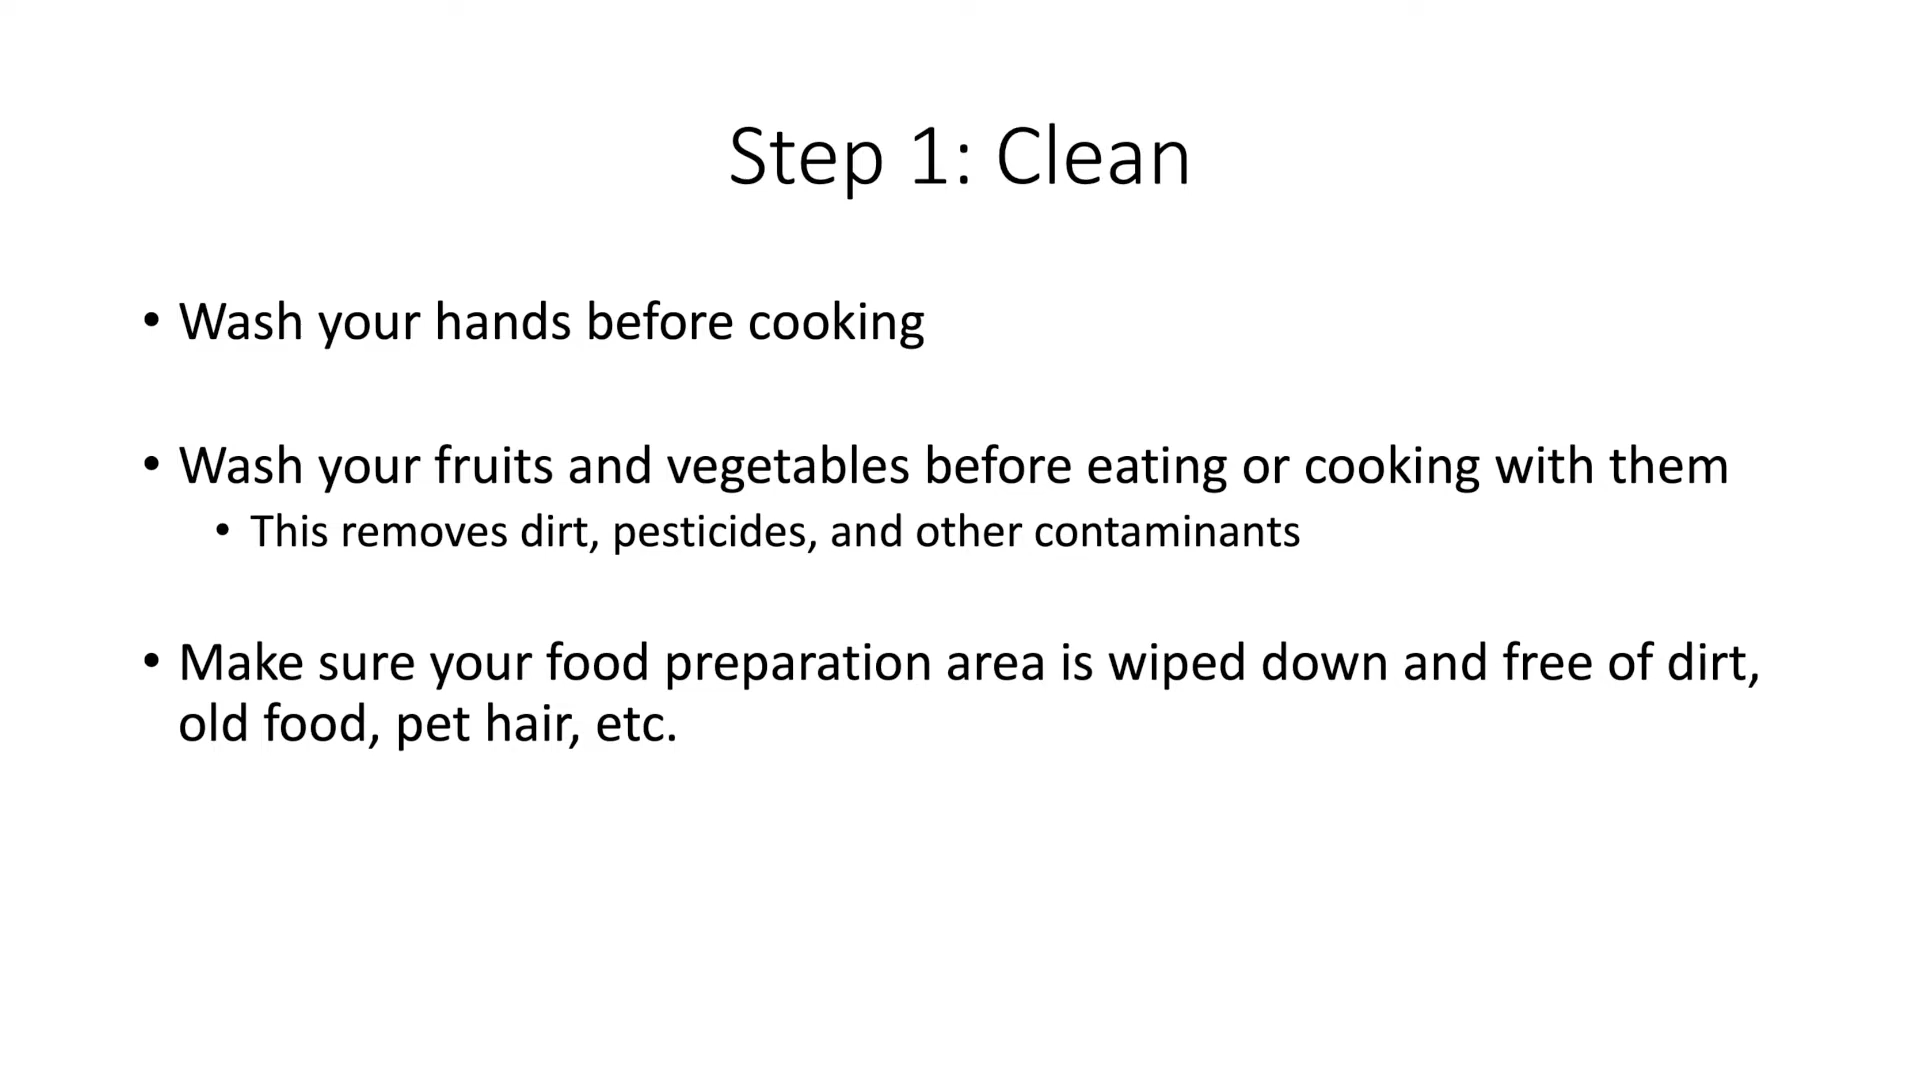 Step 1: Clean
• Wash your hands before cooking
• Wash your fruits and vegetables before eating or cooking with them
• This removes dirt, pesticides, and other contaminants
• Make sure your food preparation area is wiped down and free of dirt,
old food, pet hair, etc.